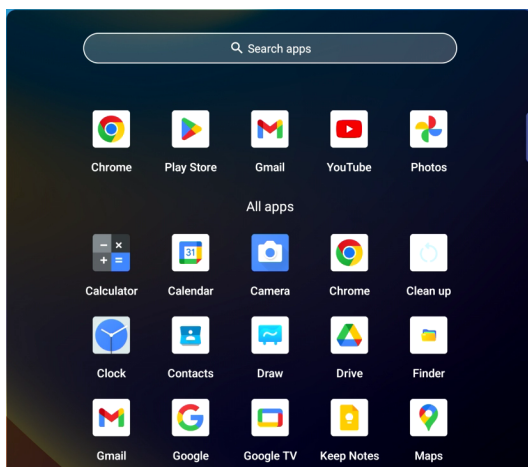 Search apps
Chrome Play Store Gmail YouTube Photos
All apps
31
Calculator Calendar Camera Chrome Clean up
Clock Contacts Draw Drive Finder
Gmail Google Google TV Keep Notes Maps